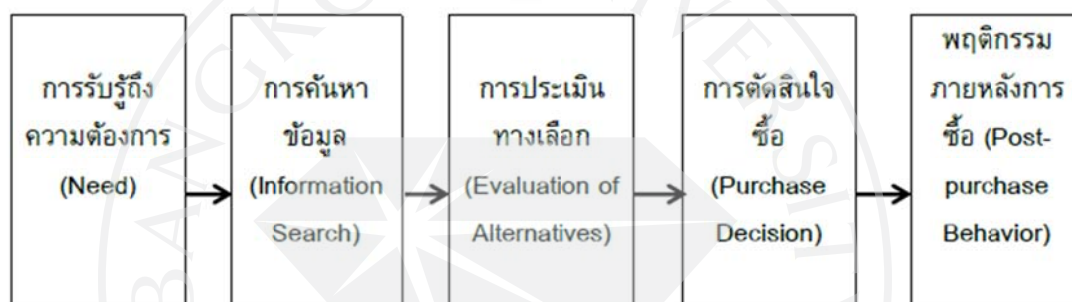 การรับรู้ถึง
ความต้องการ
(Need)
การค้นหา
ข้อมูล
(Information
Search)
การประเมิน
ทางเลือก
(Evaluation of
Alternatives)
การตัดสินใจ
ซื้อ
(Purchase
Decision)
พฤติกรรม
ภายหลังการ
ซื้อ (Post-
purchase
Behavior)